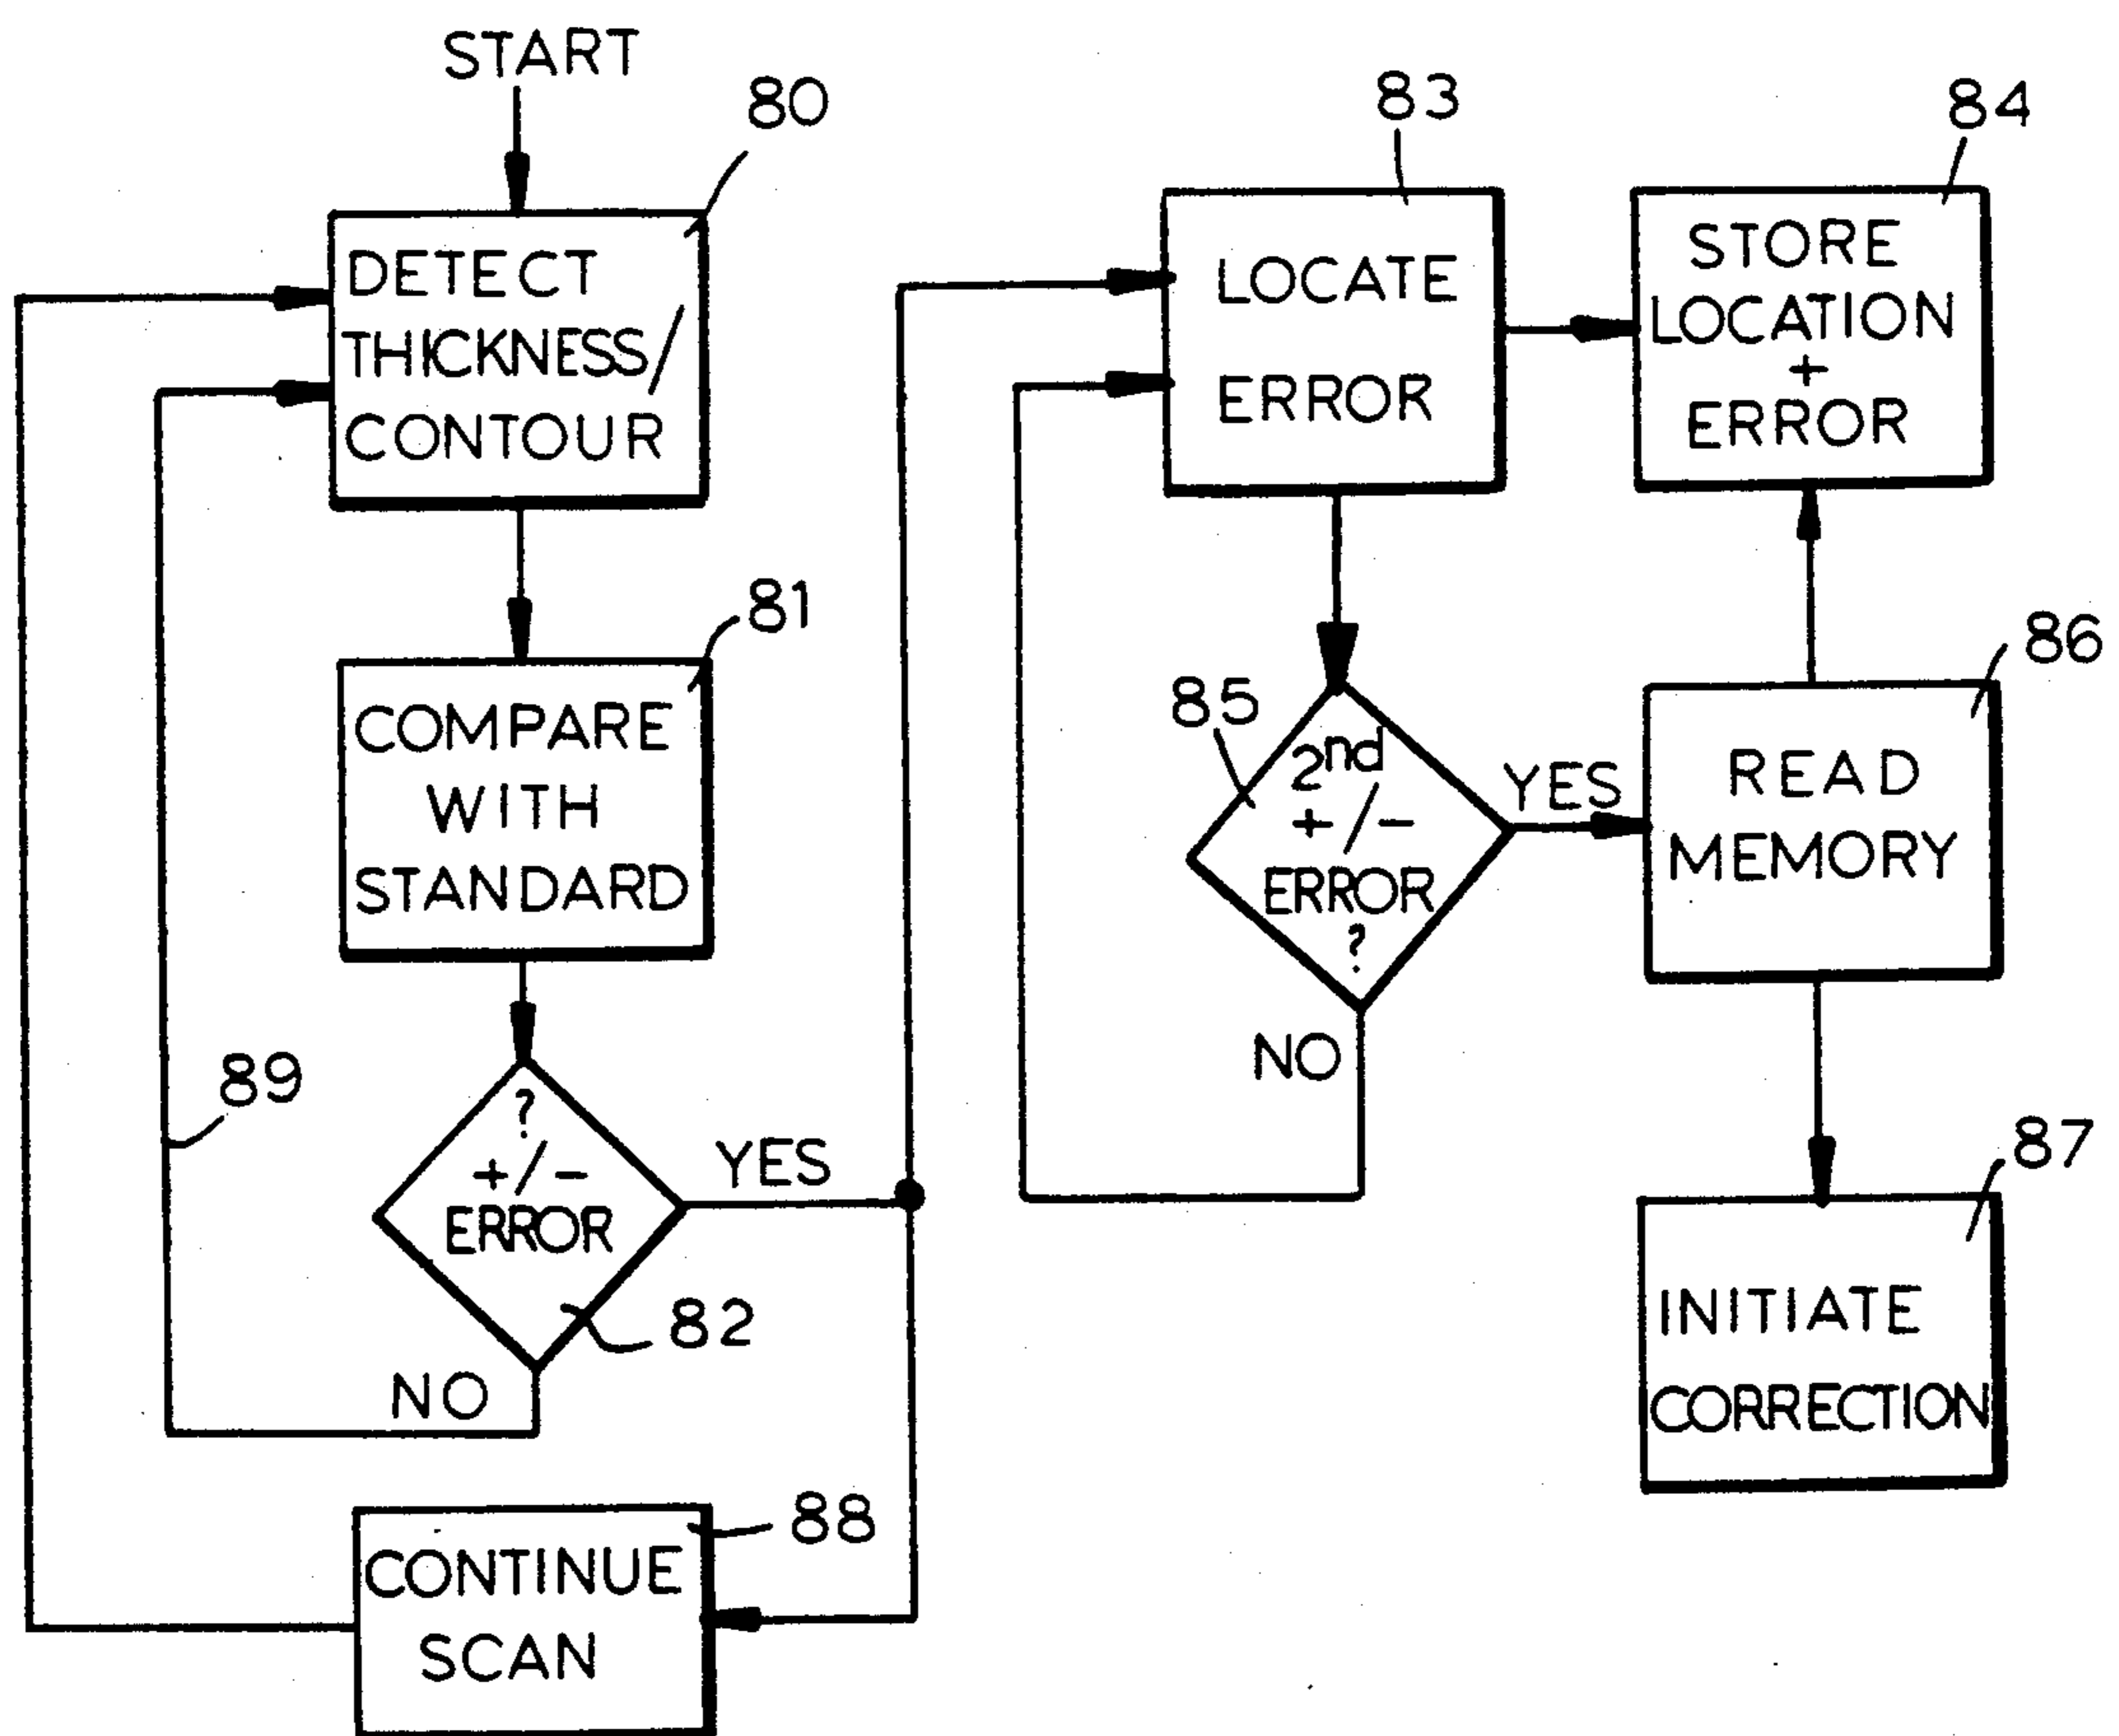 START
80
DETECT
THICKNESS/
CONTOUR
81
COMPARE
WITH
STANDARD
?
+/-
ERROR
YES
82
NO
89
88
CONTINUE
SCAN
83
LOCATE
ERROR
84
STORE
LOCATION
+
ERROR
85
2nd
+/-
ERROR
?
YES
NO
86
READ
MEMORY
87
INITIATE
CORRECTION